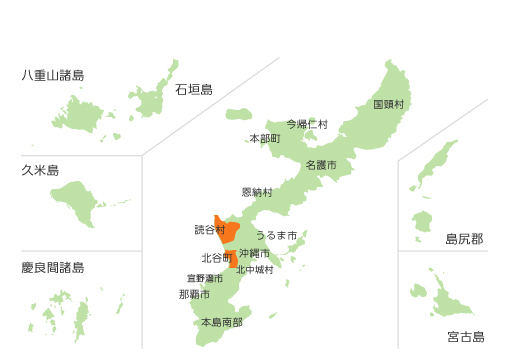 八重山諸島
石垣島
国頭村
今帰仁村
本部町
名護市
久米島
恩納村
読谷村
うるま市
島尻郡
沖縄市
北谷町
慶良間諸島
北中城村
宜野灣市
那覇市
本島南部
宮古島